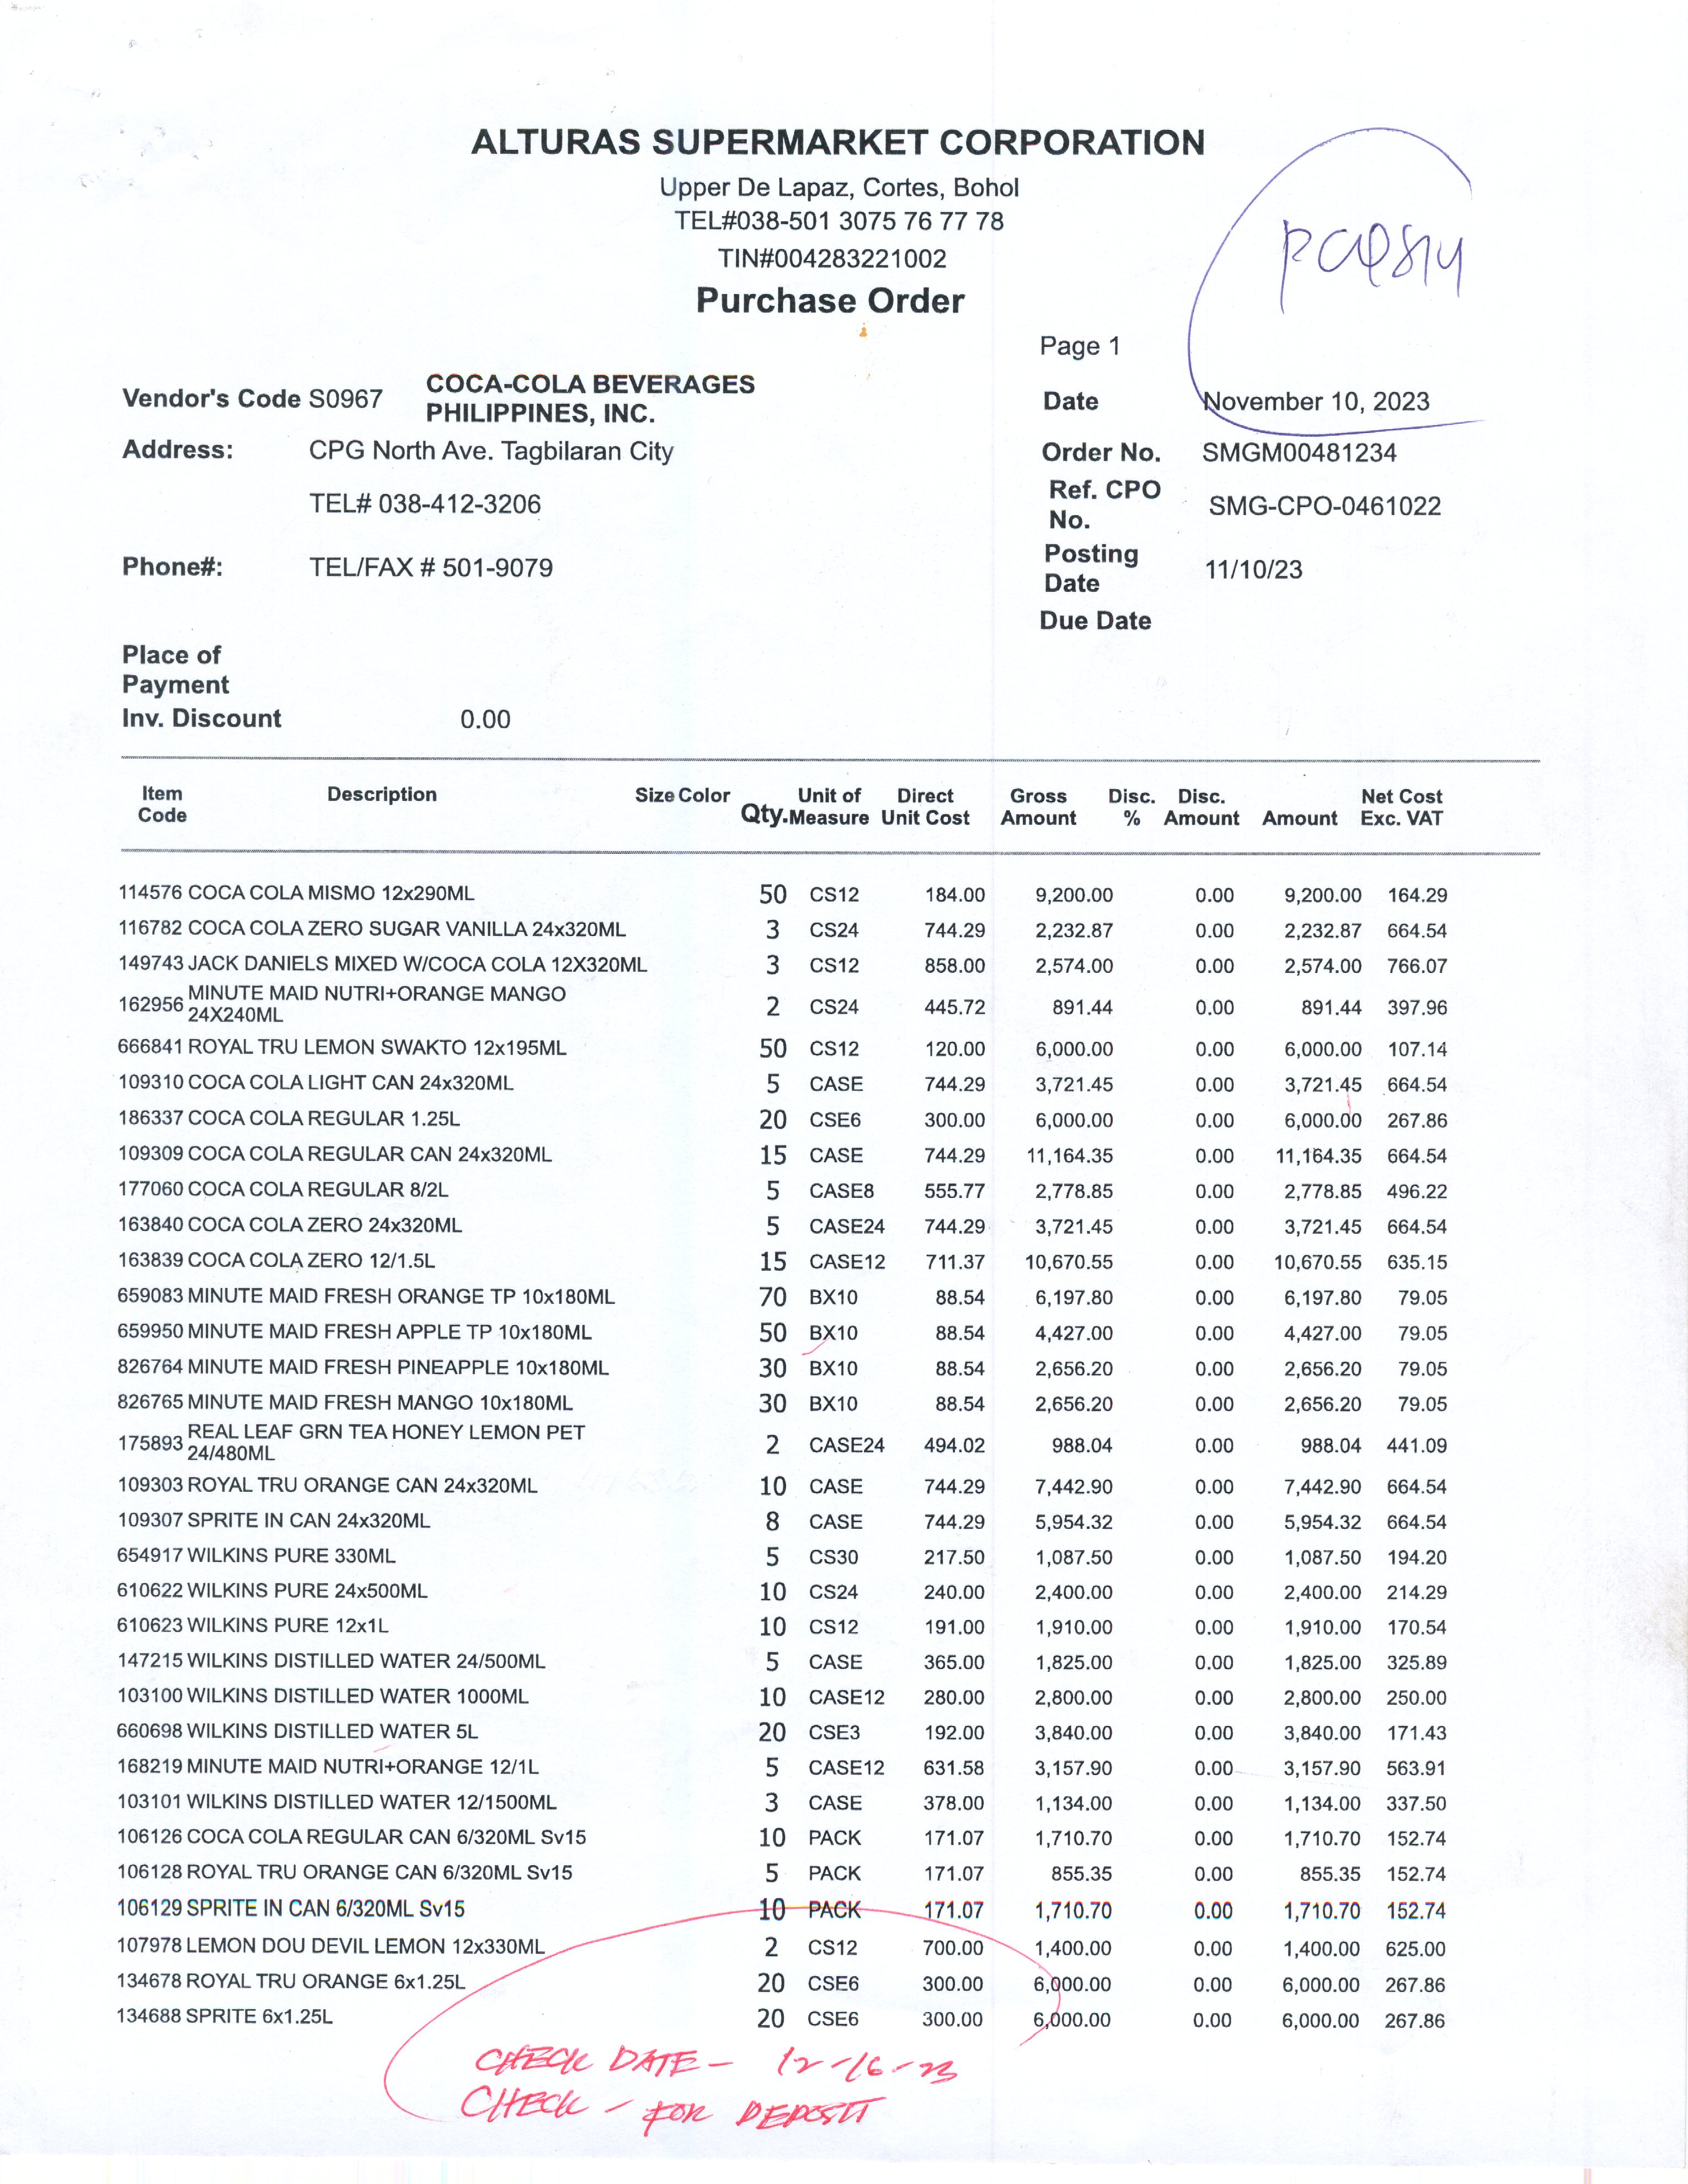 ALTURAS SUPERMARKET CORPORATION
Upper De Lapaz, Cortes, Bohol
TEL#038-501 3075 76 77 78
TIN#004283221002
Purchase Order
Page 1
Vendor's Code S0967 COCA-COLA BEVERAGES PHILIPPINES, INC.
Date November 10, 2023
Address: CPG North Ave. Tagbilaran City
Order No. SMGM00481234
TEL# 038-412-3206
Ref. CPO No. SMG-CPO-0461022
Phone#: TEL/FAX # 501-9079
Posting Date 11/10/23
Due Date
Place of Payment
Inv. Discount 0.00
Item Code Description Size Color Qty. Unit of Measure Direct Unit Cost Gross Amount Disc. % Disc. Amount Amount Net Cost Exc. VAT
114576 COCA COLA MISMO 12x290ML 50 CS12 184.00 9,200.00 0.00 9,200.00 164.29
116782 COCA COLA ZERO SUGAR VANILLA 24x320ML 3 CS24 744.29 2,232.87 0.00 2,232.87 664.54
149743 JACK DANIELS MIXED W/COCA COLA 12X320ML 3 CS12 858.00 2,574.00 0.00 2,574.00 766.07
162956 MINUTE MAID NUTRI+ORANGE MANGO 24X240ML 2 CS24 445.72 891.44 0.00 891.44 397.96
666841 ROYAL TRU LEMON SWAKTO 12x195ML 50 CS12 120.00 6,000.00 0.00 6,000.00 107.14
109310 COCA COLA LIGHT CAN 24x320ML 5 CASE 744.29 3,721.45 0.00 3,721.45 664.54
186337 COCA COLA REGULAR 1.25L 20 CSE6 300.00 6,000.00 0.00 6,000.00 267.86
109309 COCA COLA REGULAR CAN 24x320ML 15 CASE 744.29 11,164.35 0.00 11,164.35 664.54
177060 COCA COLA REGULAR 8/2L 5 CASE8 555.77 2,778.85 0.00 2,778.85 496.22
163840 COCA COLA ZERO 24x320ML 5 CASE24 744.29 3,721.45 0.00 3,721.45 664.54
163839 COCA COLA ZERO 12/1.5L 15 CASE12 711.37 10,670.55 0.00 10,670.55 635.15
659083 MINUTE MAID FRESH ORANGE TP 10x180ML 70 BX10 88.54 6,197.80 0.00 6,197.80 79.05
659950 MINUTE MAID FRESH APPLE TP 10x180ML 50 BX10 88.54 4,427.00 0.00 4,427.00 79.05
826764 MINUTE MAID FRESH PINEAPPLE 10x180ML 30 BX10 88.54 2,656.20 0.00 2,656.20 79.05
826765 MINUTE MAID FRESH MANGO 10x180ML 30 BX10 88.54 2,656.20 0.00 2,656.20 79.05
175893 REAL LEAF GRN TEA HONEY LEMON PET 24/480ML 2 CASE24 494.02 988.04 0.00 988.04 441.09
109303 ROYAL TRU ORANGE CAN 24x320ML 10 CASE 744.29 7,442.90 0.00 7,442.90 664.54
109307 SPRITE IN CAN 24x320ML 8 CASE 744.29 5,954.32 0.00 5,954.32 664.54
654917 WILKINS PURE 330ML 5 CS30 217.50 1,087.50 0.00 1,087.50 194.20
610622 WILKINS PURE 24x500ML 10 CS24 240.00 2,400.00 0.00 2,400.00 214.29
610623 WILKINS PURE 12x1L 10 CS12 191.00 1,910.00 0.00 1,910.00 170.54
147215 WILKINS DISTILLED WATER 24/500ML 5 CASE 365.00 1,825.00 0.00 1,825.00 325.89
103100 WILKINS DISTILLED WATER 1000ML 10 CASE12 280.00 2,800.00 0.00 2,800.00 250.00
660698 WILKINS DISTILLED WATER 5L 20 CSE3 192.00 3,840.00 0.00 3,840.00 171.43
168219 MINUTE MAID NUTRI+ORANGE 12/1L 5 CASE12 631.58 3,157.90 0.00 3,157.90 563.91
103101 WILKINS DISTILLED WATER 12/1500ML 3 CASE 378.00 1,134.00 0.00 1,134.00 337.50
106126 COCA COLA REGULAR CAN 6/320ML Sv15 10 PACK 171.07 1,710.70 0.00 1,710.70 152.74
106128 ROYAL TRU ORANGE CAN 6/320ML Sv15 5 PACK 171.07 855.35 0.00 855.35 152.74
106129 SPRITE IN CAN 6/320ML Sv15 10 PACK 171.07 1,710.70 0.00 1,710.70 152.74
107978 LEMON DOU DEVIL LEMON 12x330ML 2 CS12 700.00 1,400.00 0.00 1,400.00 625.00
134678 ROYAL TRU ORANGE 6x1.25L 20 CSE6 300.00 6,000.00 0.00 6,000.00 267.86
134688 SPRITE 6x1.25L 20 CSE6 300.00 6,000.00 0.00 6,000.00 267.86
CHECK DATE - 12-16-23
CHECK - FOR DEPOSIT